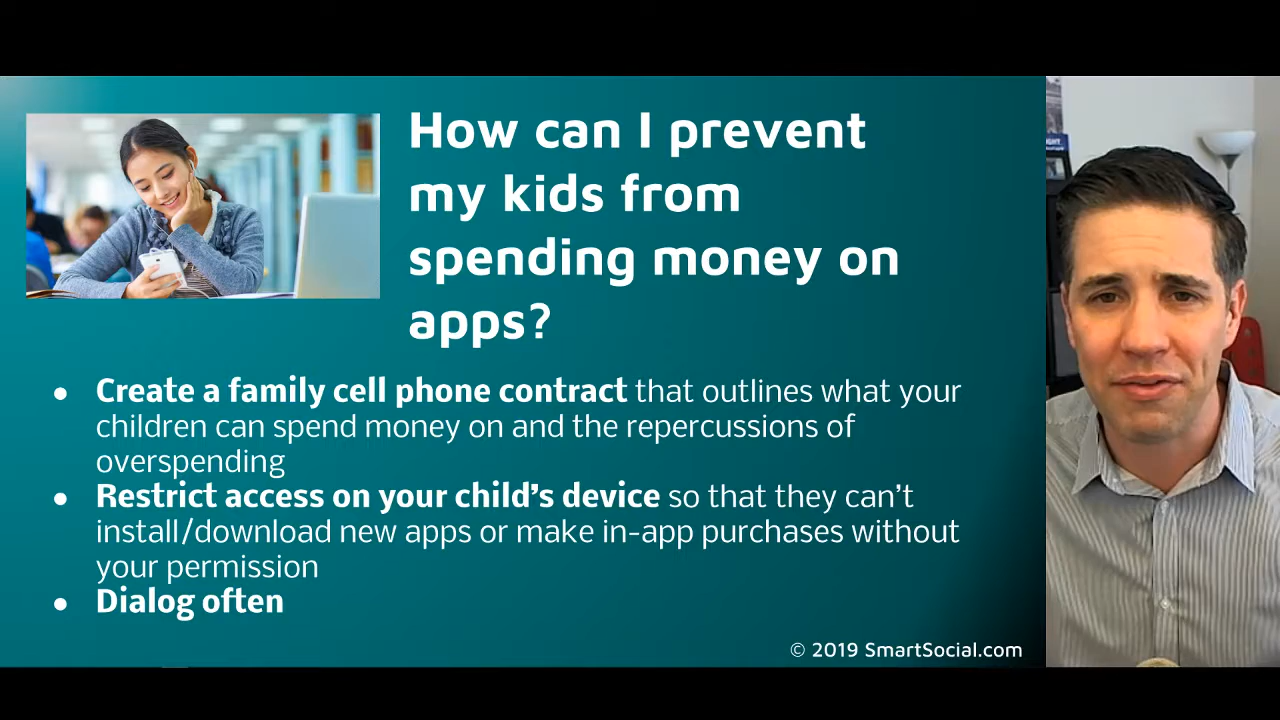 How can I prevent
my kids from
spending money on
apps?
● Create a family cell phone contract that outlines what your
children can spend money on and the repercussions of
overspending
● Restrict access on your child’s device so that they can’t
install/download new apps or make in-app purchases without
your permission
● Dialog often
© 2019 SmartSocial.com